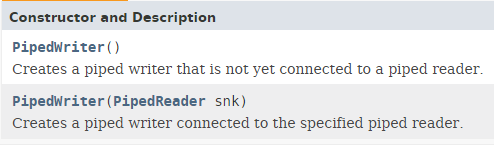 Constructor and Description
PipedWriter()
Creates a piped writer that is not yet connected to a piped reader.
PipedWriter(PipedReader snk)
Creates a piped writer connected to the specified piped reader.